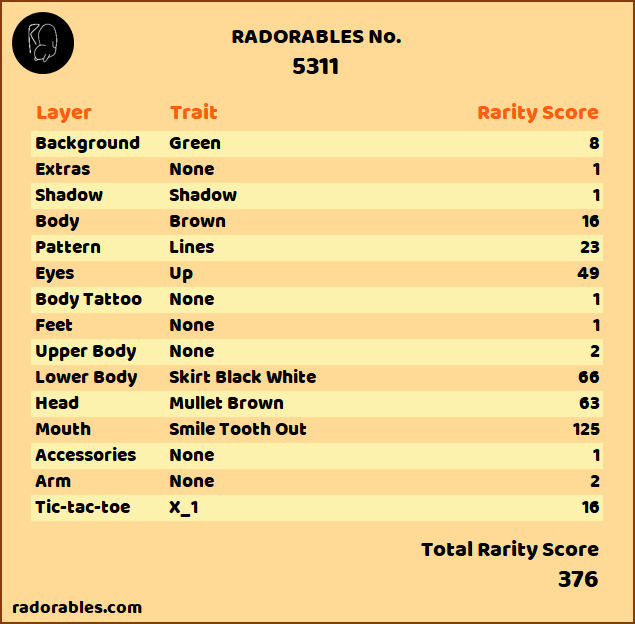 RADORABLES No.
5311
Layer Trait Rarity Score
Background Green 8
Extras None 1
Shadow Shadow 1
Body Brown 16
Pattern Lines 23
Eyes Up 49
Body Tattoo None 1
Feet None 1
Upper Body None 2
Lower Body Skirt Black White 66
Head Mullet Brown 63
Mouth Smile Tooth Out 125
Accessories None 1
Arm None 2
Tic-tac-toe X_1 16
Total Rarity Score
376
radorables.com